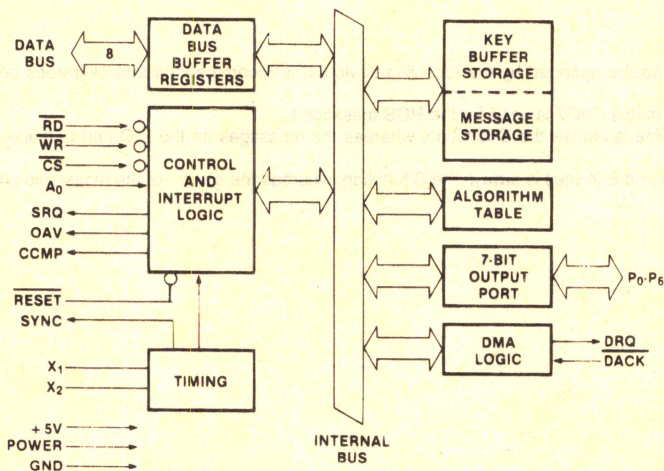 DATA
BUS
8
DATA
BUS
BUFFER
REGISTERS
KEY
BUFFER
STORAGE
MESSAGE
STORAGE
RD
WR
CS
A0
SRQ
OAV
CCMP
CONTROL
AND
INTERRUPT
LOGIC
ALGORITHM
TABLE
7-BIT
OUTPUT
PORT
P0-P6
RESET
SYNC
DMA
LOGIC
DRQ
DACK
X1
X2
TIMING
+5V
POWER
GND
INTERNAL
BUS